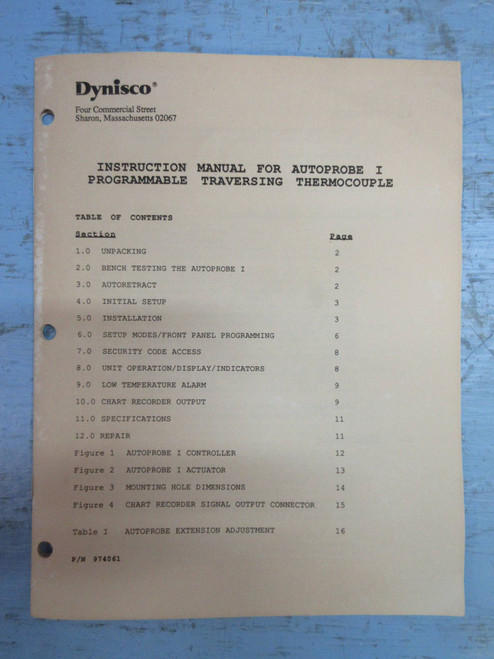 Dynisco®
Four Commercial Street
Sharon, Massachusetts 02067
INSTRUCTION MANUAL FOR AUTOPROBE I
PROGRAMMABLE TRAVERSING THERMOCOUPLE
TABLE OF CONTENTS
Section Page
1.0 UNPACKING 2
2.0 BENCH TESTING THE AUTOPROBE I 2
3.0 AUTORETRACT 2
4.0 INITIAL SETUP 3
5.0 INSTALLATION 3
6.0 SETUP MODES/FRONT PANEL PROGRAMMING 6
7.0 SECURITY CODE ACCESS 8
8.0 UNIT OPERATION/DISPLAY/INDICATORS 8
9.0 LOW TEMPERATURE ALARM 9
10.0 CHART RECORDER OUTPUT 9
11.0 SPECIFICATIONS 11
12.0 REPAIR 11
Figure 1 AUTOPROBE I CONTROLLER 12
Figure 2 AUTOPROBE I ACTUATOR 13
Figure 3 MOUNTING HOLE DIMENSIONS 14
Figure 4 CHART RECORDER SIGNAL OUTPUT CONNECTOR 15
Table I AUTOPROBE EXTENSION ADJUSTMENT 16
P/N 974061